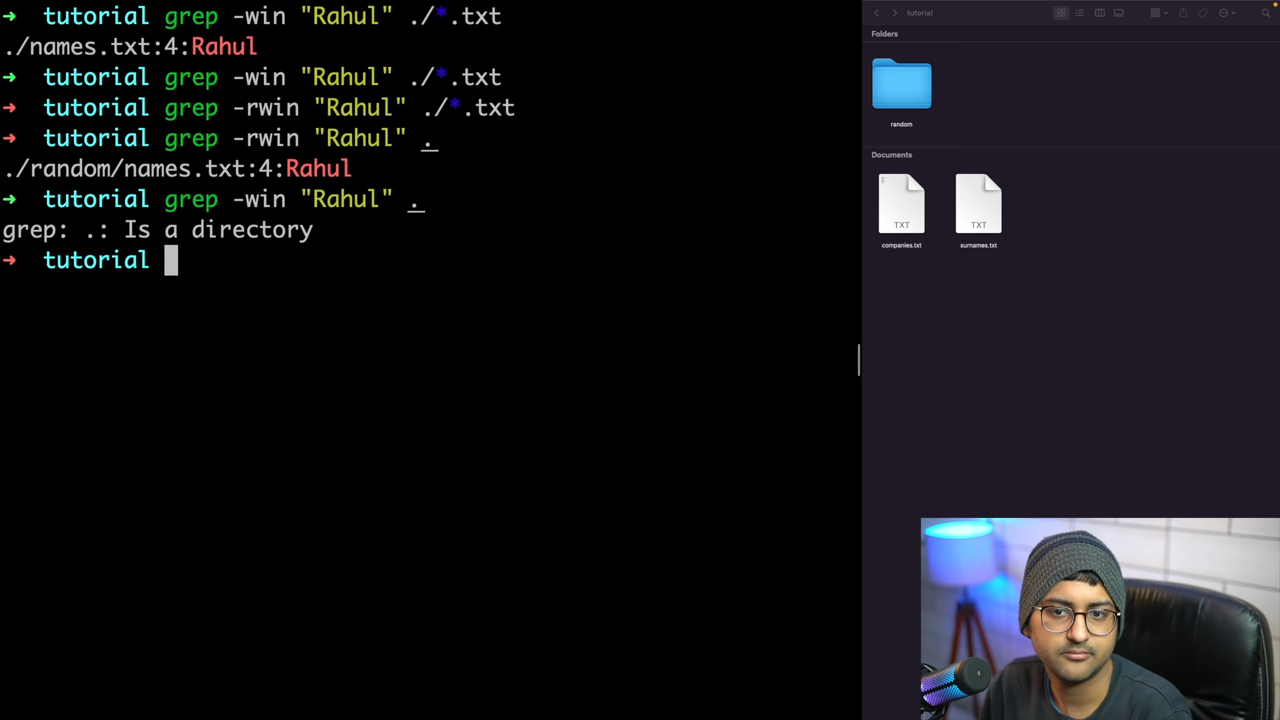 ➜ tutorial grep -win "Rahul" ./*.txt
./names.txt:4:Rahul
➜ tutorial grep -win "Rahul" ./*.txt
➜ tutorial grep -rwin "Rahul" ./*.txt
➜ tutorial grep -rwin "Rahul" .
./random/names.txt:4:Rahul
➜ tutorial grep -win "Rahul" .
grep: .: Is a directory
➜ tutorial
tutorial
Folders
random
Documents
TXT
TXT
companies.txt
surnames.txt